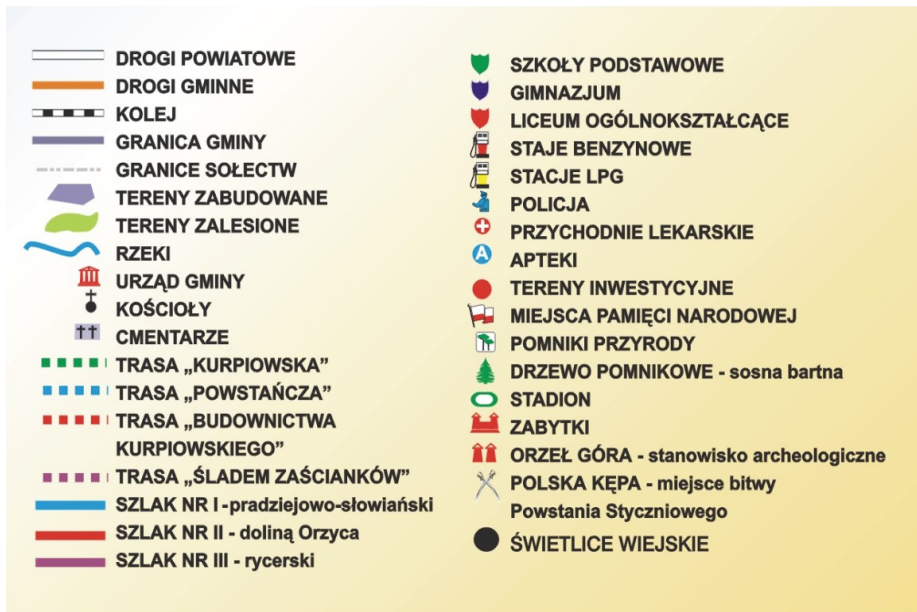 DROGI POWIATOWE
DROGI GMINNE
KOLEJ
GRANICA GMINY
GRANICE SOŁECTW
TERENY ZABUDOWANE
TERENY ZALESIONE
RZEKI
URZĄD GMINY
KOŚCIOŁY
CMENTARZE
TRASA „KURPIOWSKA”
TRASA „POWSTAŃCZA”
TRASA „BUDOWNICTWA
KURPIOWSKIEGO”
TRASA „ŚLADEM ZAŚCIANKÓW”
SZLAK NR I - pradziejowo-słowiański
SZLAK NR II - doliną Orzyca
SZLAK NR III - rycerski
SZKOŁY PODSTAWOWE
GIMNAZJUM
LICEUM OGÓLNOKSZTAŁCĄCE
STAJE BENZYNOWE
STACJE LPG
POLICJA
PRZYCHODNIE LEKARSKIE
A APTEKI
TERENY INWESTYCYJNE
MIEJSCA PAMIĘCI NARODOWEJ
POMNIKI PRZYRODY
DRZEWO POMNIKOWE - sosna bartna
STADION
ZABYTKI
ORZEŁ GÓRA - stanowisko archeologiczne
POLSKA KĘPA - miejsce bitwy
Powstania Styczniowego
ŚWIETLICE WIEJSKIE